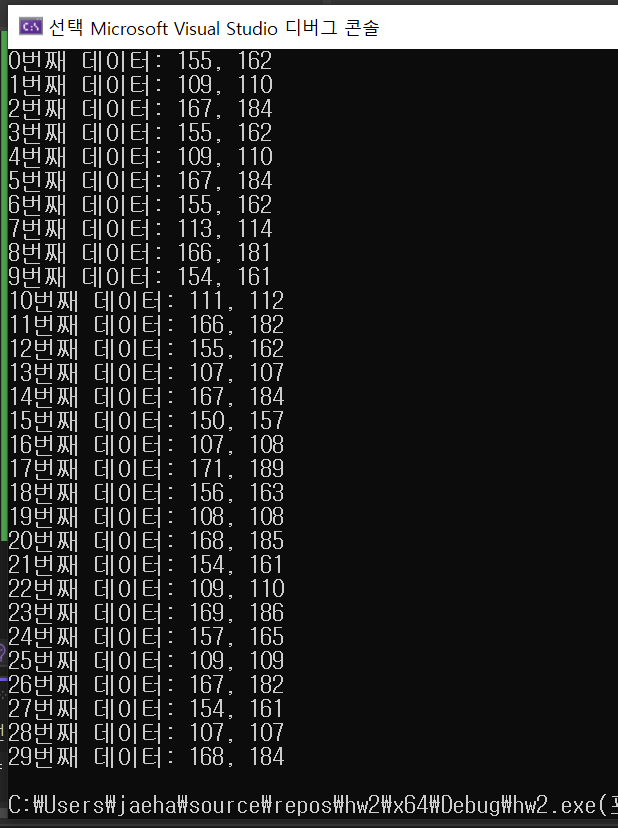 선택 Microsoft Visual Studio 디버그 콘솔
0번째 데이터: 155, 162
1번째 데이터: 109, 110
2번째 데이터: 167, 184
3번째 데이터: 155, 162
4번째 데이터: 109, 110
5번째 데이터: 167, 184
6번째 데이터: 155, 162
7번째 데이터: 113, 114
8번째 데이터: 166, 181
9번째 데이터: 154, 161
10번째 데이터: 111, 112
11번째 데이터: 166, 182
12번째 데이터: 155, 162
13번째 데이터: 107, 107
14번째 데이터: 167, 184
15번째 데이터: 150, 157
16번째 데이터: 107, 108
17번째 데이터: 171, 189
18번째 데이터: 156, 163
19번째 데이터: 108, 108
20번째 데이터: 168, 185
21번째 데이터: 154, 161
22번째 데이터: 109, 110
23번째 데이터: 169, 186
24번째 데이터: 157, 165
25번째 데이터: 109, 109
26번째 데이터: 167, 182
27번째 데이터: 154, 161
28번째 데이터: 107, 107
29번째 데이터: 168, 184
C:₩Users₩jaeha₩source₩repos₩hw2₩x64₩Debug₩hw2.exe(